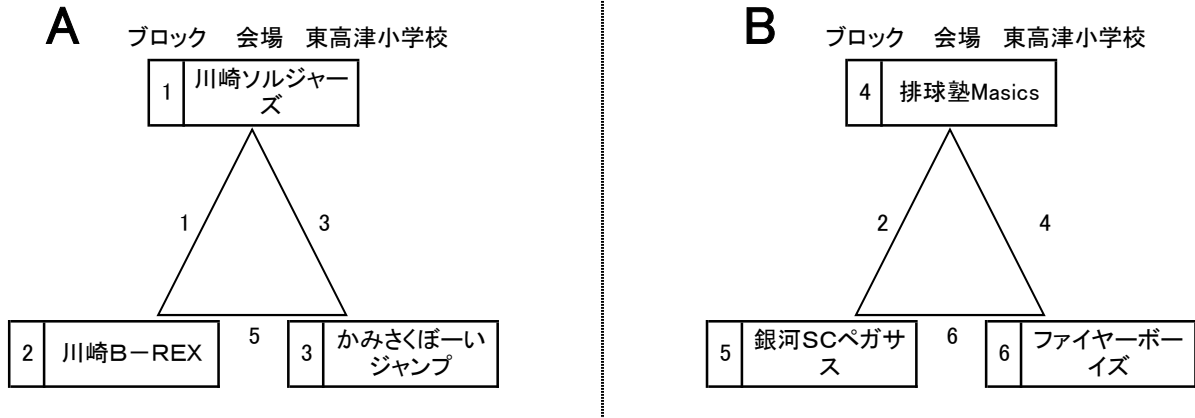 A ブロック 会場 東高津小学校
1 川崎ソルジャー
ズ
1
3
2 川崎B－REX
5
3 かみさくぼーい
ジャンプ
B ブロック 会場 東高津小学校
4 排球塾Masics
2
4
5 銀河SCペガサ
ス
6
6 ファイヤーボー
イズ